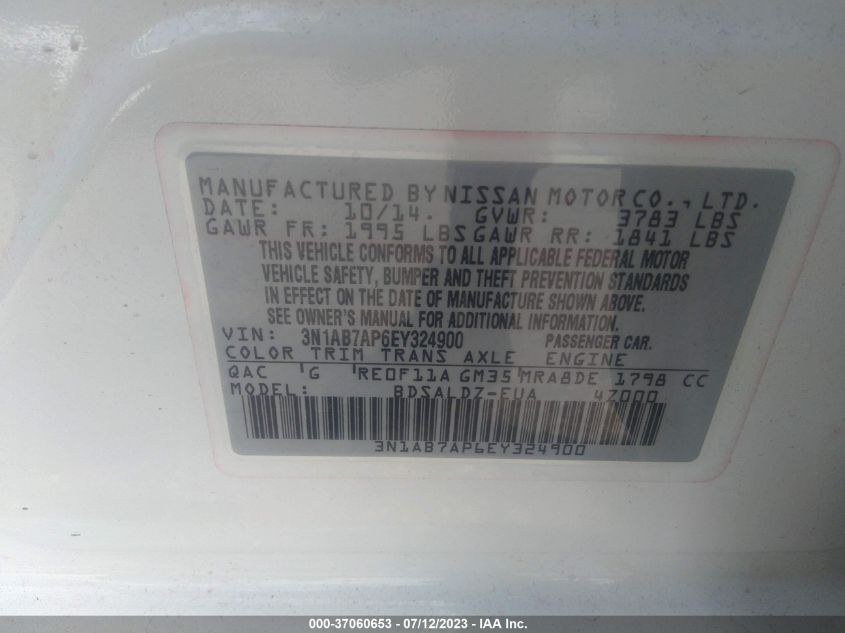 MANUFACTURED BY NISSAN MOTOR CO., LTD.
DATE: 10/14. GVWR: 3783 LBS
GAWR FR: 1995 LBS GAWR RR: 1841 LBS
THIS VEHICLE CONFORMS TO ALL APPLICABLE FEDERAL MOTOR
VEHICLE SAFETY, BUMPER AND THEFT PREVENTION STANDARDS
IN EFFECT ON THE DATE OF MANUFACTURE SHOWN ABOVE.
SEE OWNER'S MANUAL FOR ADDITIONAL INFORMATION.
VIN: 3N1AB7AP6EY324900 PASSENGER CAR.
COLOR TRIM TRANS AXLE ENGINE
QAC G RE0F11A GM35 MRA8DE 1798 CC
MODEL: BDSALDZ-EUA 4Z000
3N1AB7AP6EY324900
000-37060653 - 07/12/2023 - IAA Inc.